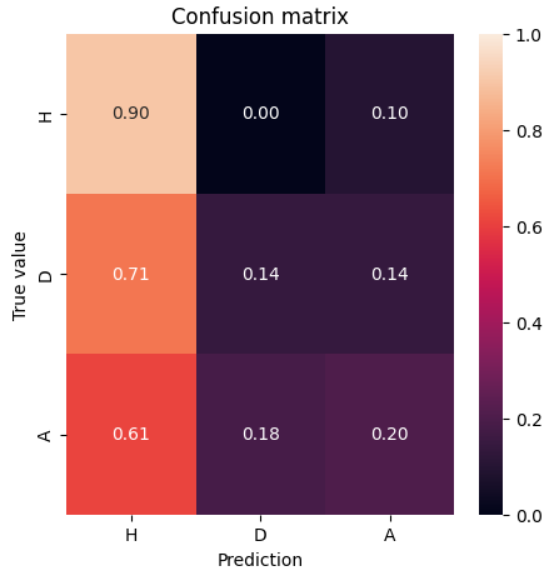 Confusion matrix
H 0.90 0.00 0.10
D 0.71 0.14 0.14
A 0.61 0.18 0.20
H D A
Prediction
True value
1.0
0.8
0.6
0.4
0.2
0.0